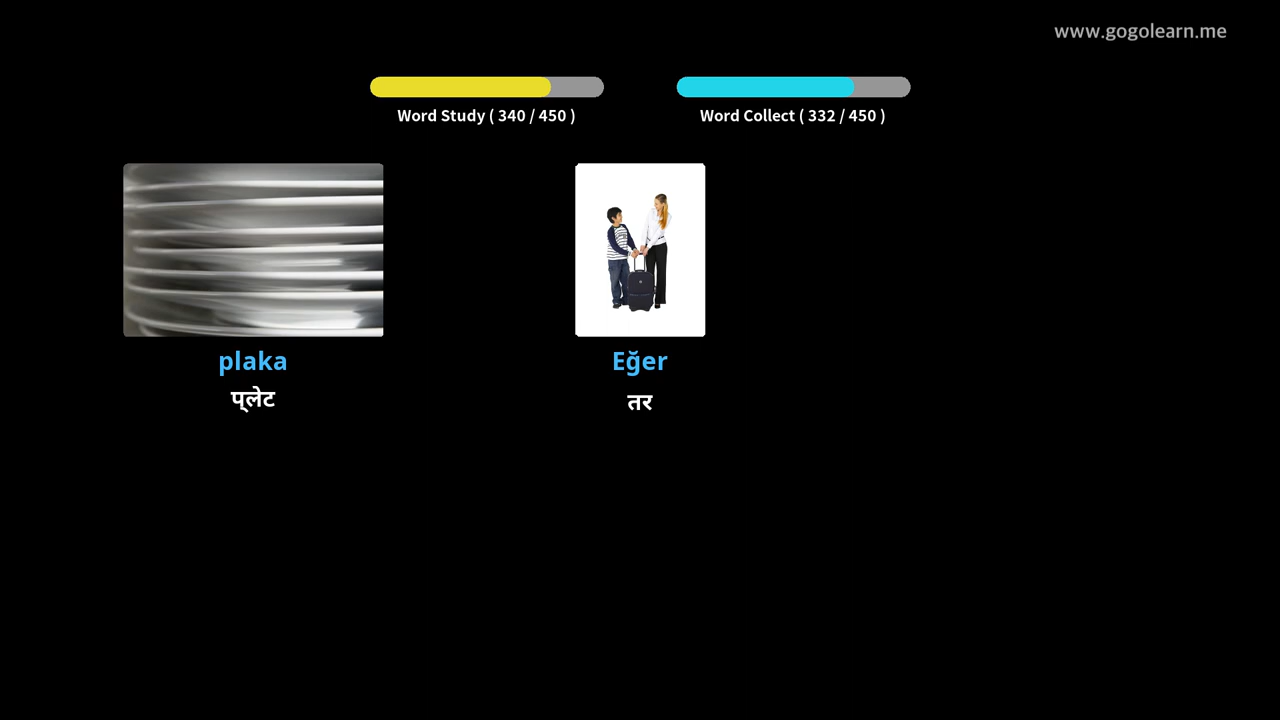 www.gogolearn.me
Word Study ( 340 / 450 )
Word Collect ( 332 / 450 )
plaka
प्लेट
Eğer
तर